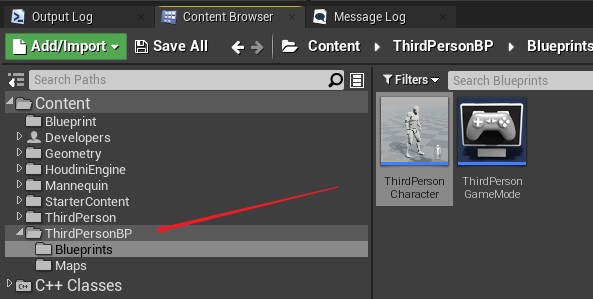 Output Log
Content Browser
Message Log
Add/Import
Save All
Content
ThirdPersonBP
Blueprints
Search Paths
Filters
Search Blueprints
Content
Blueprint
Developers
Geometry
HoudiniEngine
Mannequin
StarterContent
ThirdPerson
ThirdPersonBP
Blueprints
Maps
C++ Classes
ThirdPerson
Character
ThirdPerson
GameMode